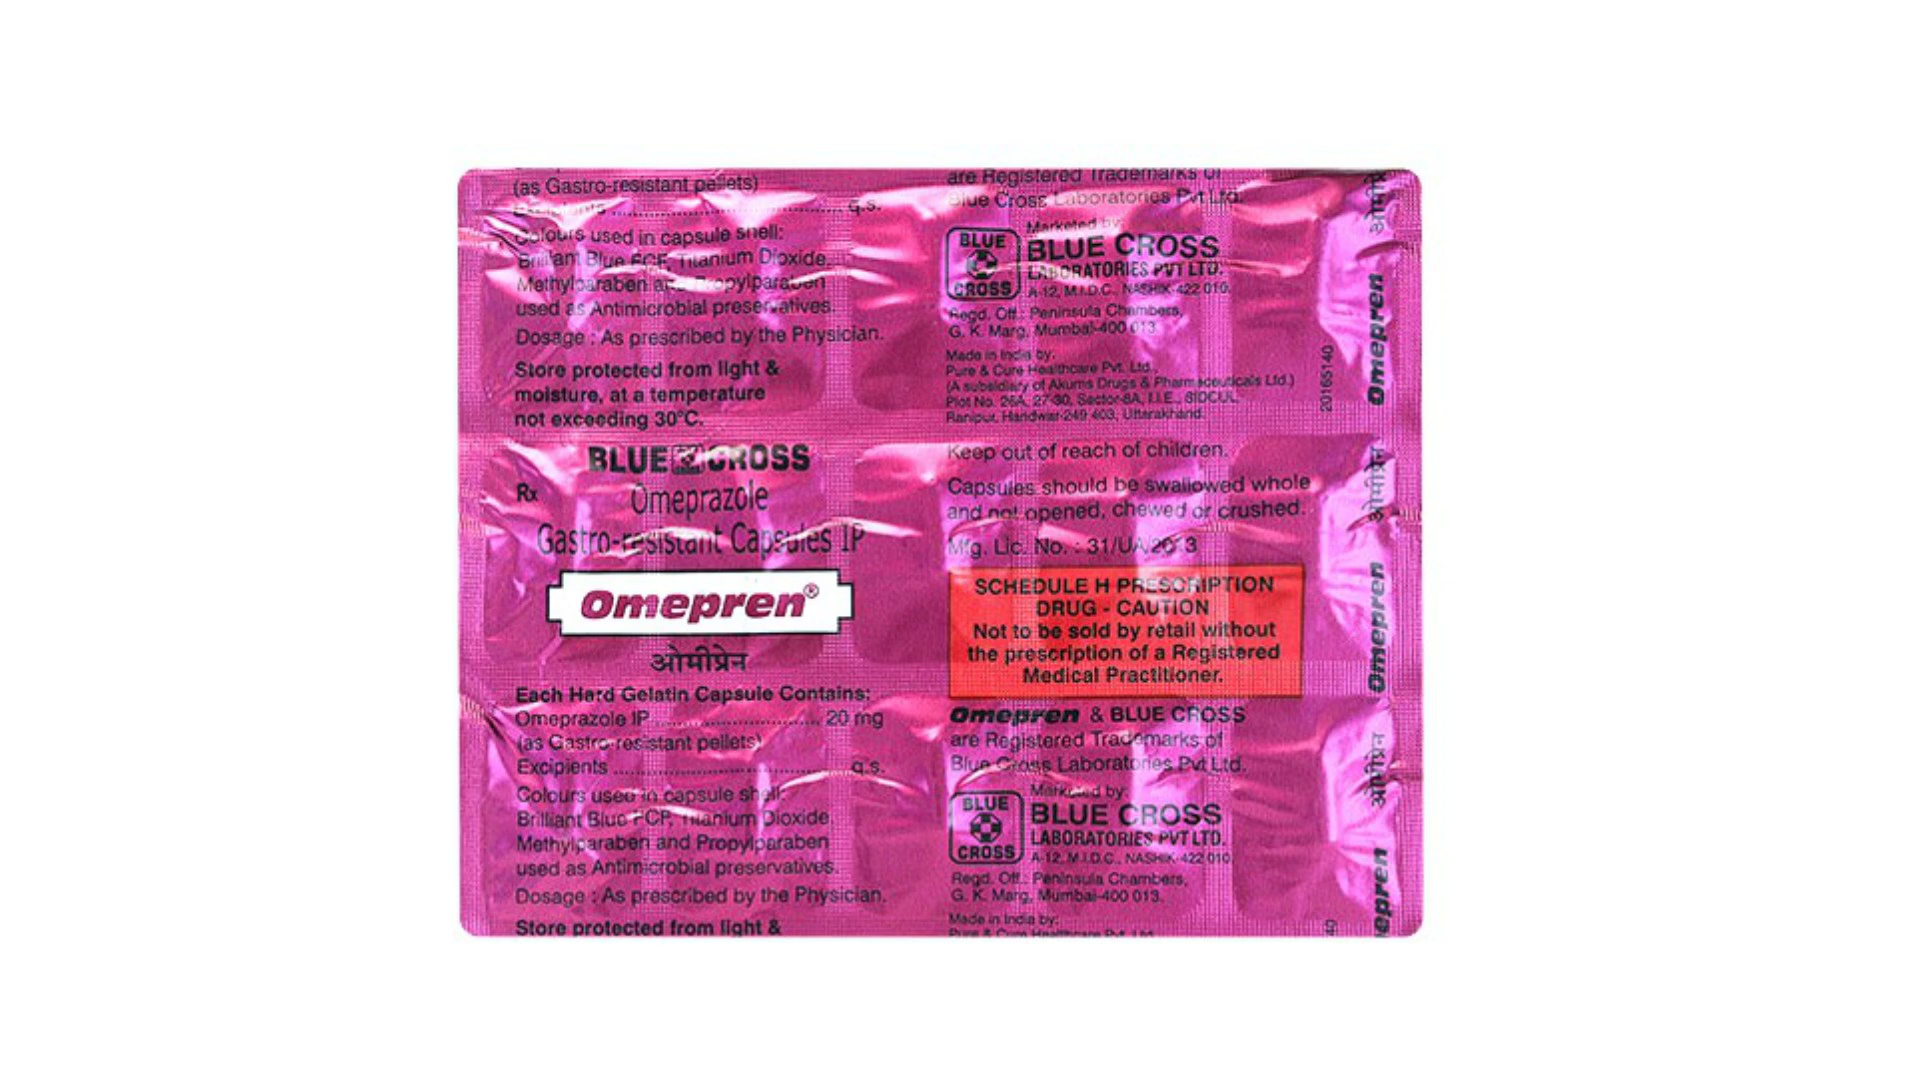 (as Gastro-resistant pellets)
Excipients ........................................ q.s.
Colours used in capsule shell:
Brilliant Blue FCF, Titanium Dioxide,
Methylparaben and Propylparaben
used as Antimicrobial preservatives.
Dosage : As prescribed by the Physician.
Store protected from light &
moisture, at a temperature
not exceeding 30°C.
BLUE CROSS
Rx
Omeprazole
Gastro-resistant Capsules IP
Omepren®
ओमीप्रेन
Each Hard Gelatin Capsule Contains:
Omeprazole IP............................. 20 mg
(as Gastro-resistant pellets)
Excipients ........................................ q.s.
Colours used in capsule shell:
Brilliant Blue FCF, Titanium Dioxide,
Methylparaben and Propylparaben
used as Antimicrobial preservatives.
Dosage : As prescribed by the Physician.
Store protected from light &
are Registered Trademarks of
Blue Cross Laboratories Pvt Ltd.
Marketed by:
BLUE CROSS
BLUE CROSS
LABORATORIES PVT LTD.
A-12, M.I.D.C., NASHIK-422 010.
Regd. Off.: Peninsula Chambers,
G. K. Marg, Mumbai-400 013.
Made in India by:
Pure & Cure Healthcare Pvt. Ltd.,
(A subsidiary of Akums Drugs & Pharmaceuticals Ltd.)
Plot No. 26A, 27-30, Sector-8A, I.I.E., SIDCUL,
Ranipur, Haridwar-249 403, Uttarakhand.
Keep out of reach of children.
Capsules should be swallowed whole
and not opened, chewed or crushed.
Mfg. Lic. No. : 31/UA/2013
SCHEDULE H PRESCRIPTION
DRUG - CAUTION
Not to be sold by retail without
the prescription of a Registered
Medical Practitioner.
Omepren & BLUE CROSS
are Registered Trademarks of
Blue Cross Laboratories Pvt Ltd.
Marketed by:
BLUE CROSS
BLUE CROSS
LABORATORIES PVT LTD.
A-12, M.I.D.C., NASHIK-422 010.
Regd. Off.: Peninsula Chambers,
G. K. Marg, Mumbai-400 013.
Made in India by:
Pure & Cure Healthcare Pvt. Ltd.
20165140
40
ओमीप्रे
Omepren
ओमीप्रेन
Omepren
ओमीप्रेन
epren